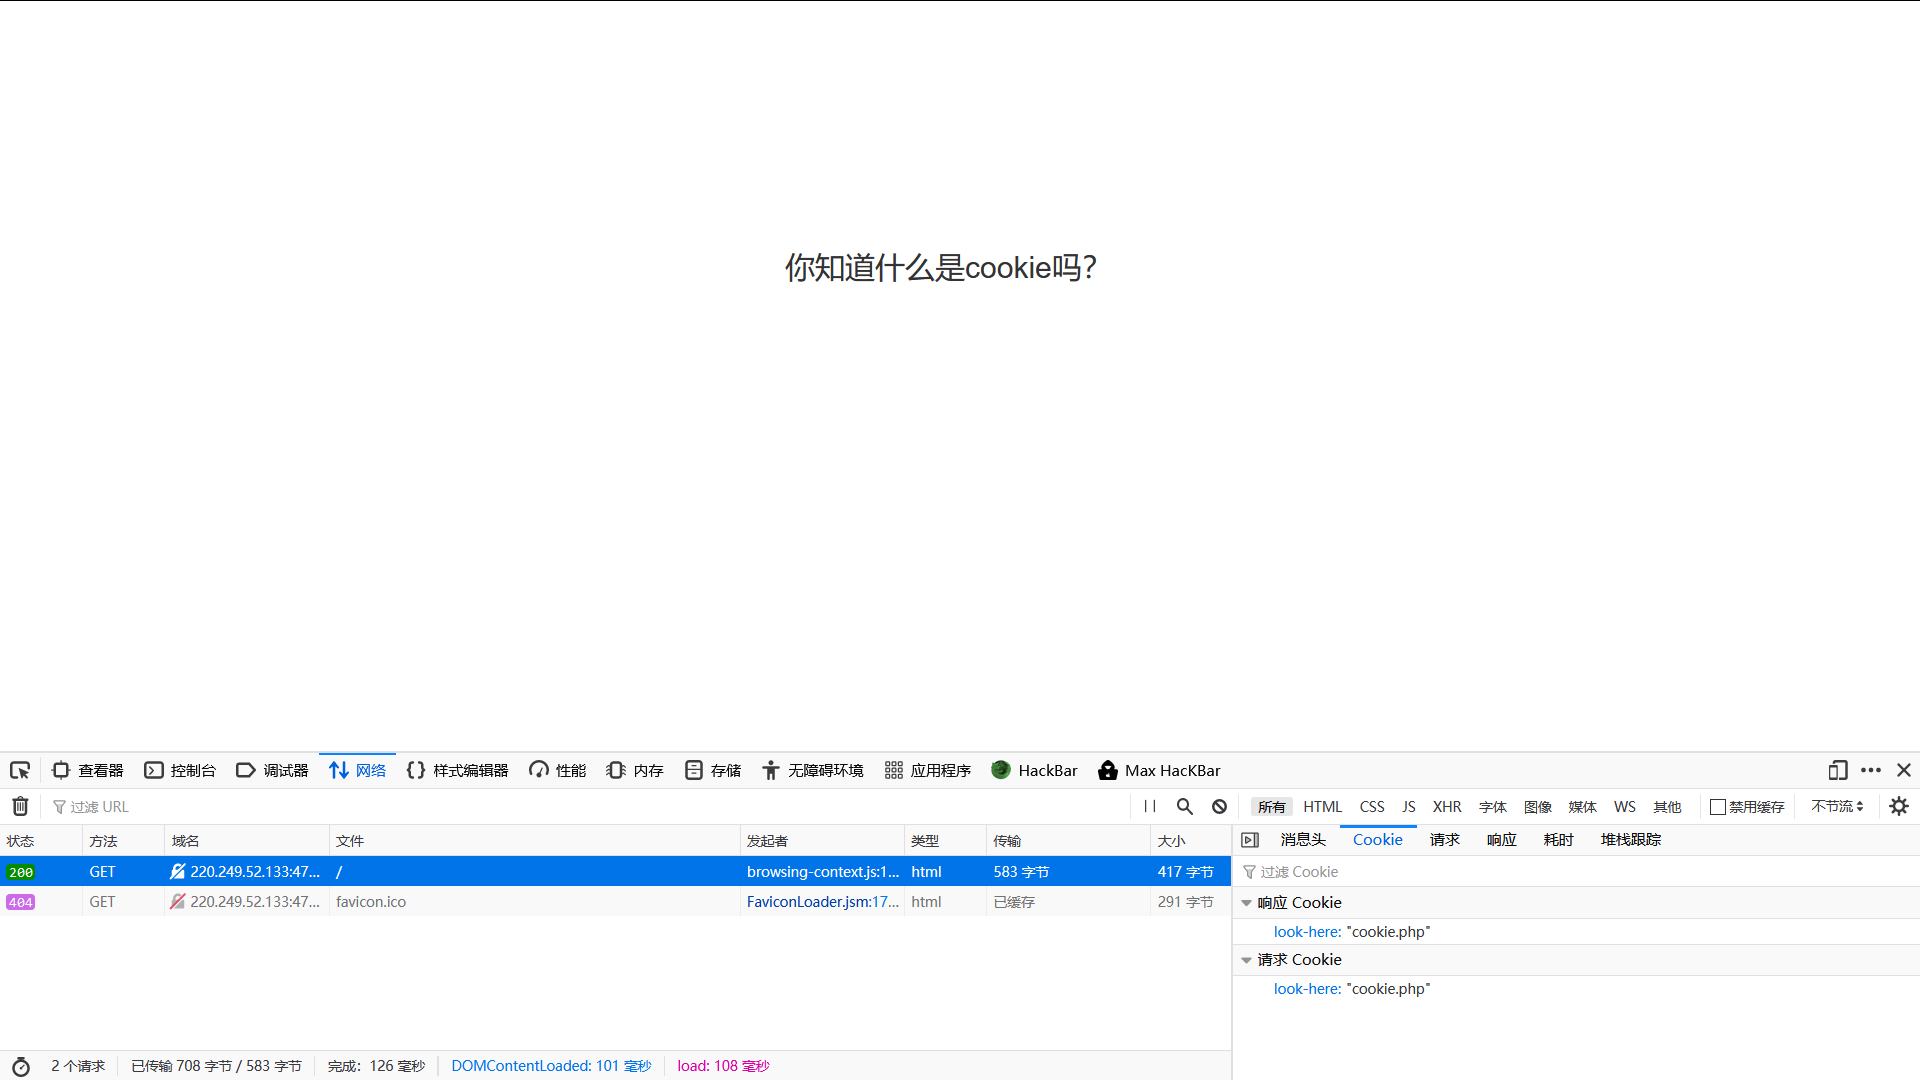 你知道什么是cookie吗?
查看器 控制台 调试器 网络 样式编辑器 性能 内存 存储 无障碍环境 应用程序 HackBar Max HacKBar
过滤 URL 所有 HTML CSS JS XHR 字体 图像 媒体 WS 其他 禁用缓存 不节流
状态 方法 域名 文件 发起者 类型 传输 大小
200 GET 220.249.52.133:47... / browsing-context.js:1... html 583 字节 417 字节
404 GET 220.249.52.133:47... favicon.ico FaviconLoader.jsm:17... html 已缓存 291 字节
消息头 Cookie 请求 响应 耗时 堆栈跟踪
过滤 Cookie
响应 Cookie
look-here: "cookie.php"
请求 Cookie
look-here: "cookie.php"
2 个请求 已传输 708 字节 / 583 字节 完成: 126 毫秒 DOMContentLoaded: 101 毫秒 load: 108 毫秒